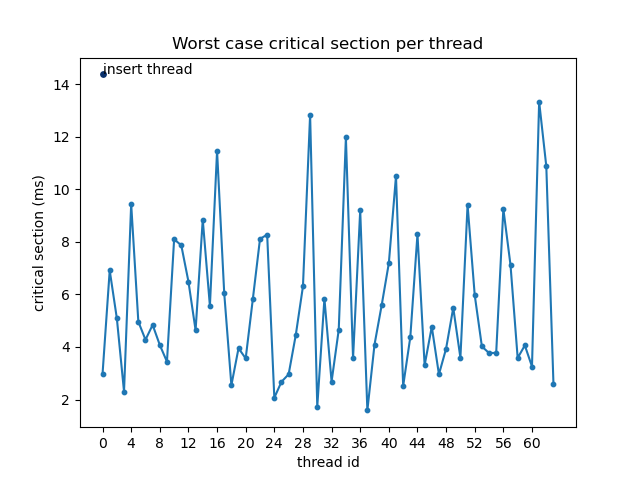 Worst case critical section per thread
insert thread
14
12
10
8
6
4
2
critical section (ms)
0 4 8 12 16 20 24 28 32 36 40 44 48 52 56 60
thread id